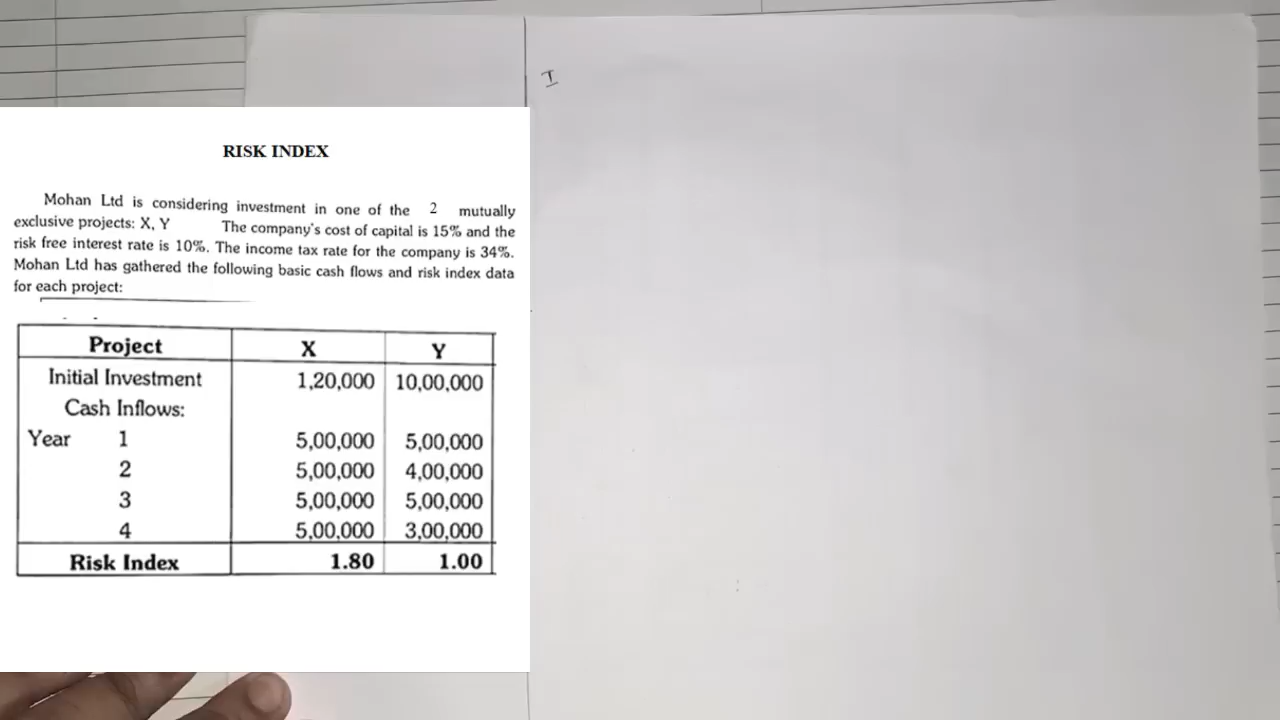 I
RISK INDEX
Mohan Ltd is considering investment in one of the 2 mutually
exclusive projects: X, Y The company's cost of capital is 15% and the
risk free interest rate is 10%. The income tax rate for the company is 34%.
Mohan Ltd has gathered the following basic cash flows and risk index data
for each project:
Project X Y
Initial Investment 1,20,000 10,00,000
Cash Inflows:
Year 1 5,00,000 5,00,000
2 5,00,000 4,00,000
3 5,00,000 5,00,000
4 5,00,000 3,00,000
Risk Index 1.80 1.00